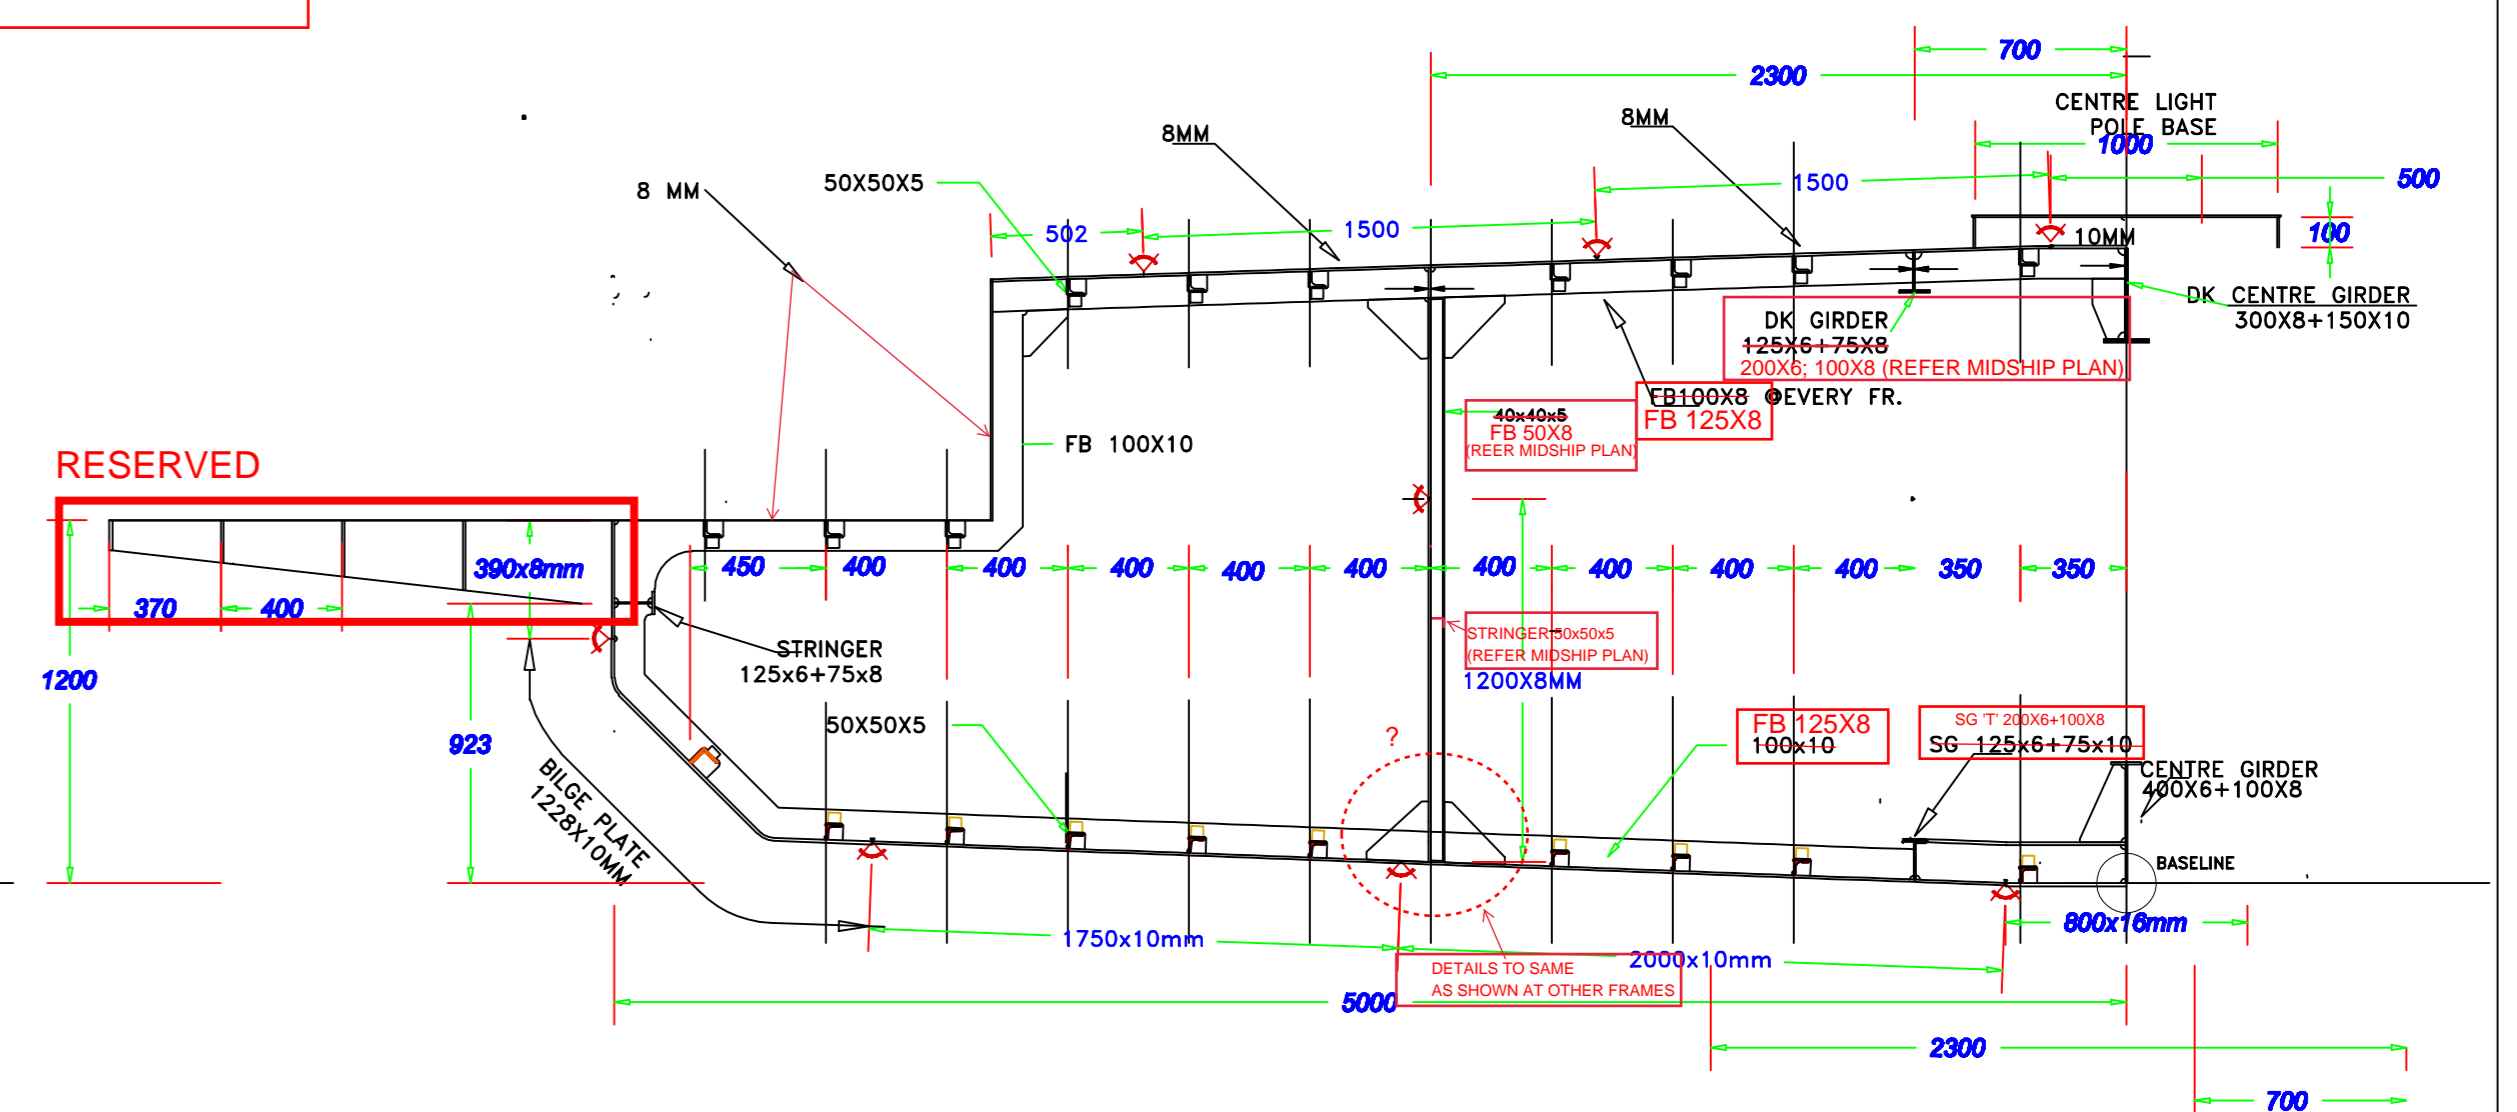 700
2300
CENTRE LIGHT
POLE BASE
1000
8MM
8MM
50X50X5
8 MM
1500
500
502
1500
10MM
100
DK CENTRE GIRDER
300X8+150X10
DK GIRDER
125X6+75X8
200X6; 100X8 (REFER MIDSHIP PLAN)
FB100X8 @EVERY FR.
FB 125X8
40x40x5
FB 50X8
(REER MIDSHIP PLAN)
FB 100X10
RESERVED
390x8mm
450
400
400
400
400
400
400
400
400
400
350
350
370
400
STRINGER
125x6+75x8
STRINGER 50x50x5
(REFER MIDSHIP PLAN)
1200X8MM
1200
923
50X50X5
?
FB 125X8
100x10
SG 'T' 200X6+100X8
SG 125x6+75x10
CENTRE GIRDER
400X6+100X8
BILGE PLATE
1228X10MM
BASELINE
800x16mm
1750x10mm
2000x10mm
DETAILS TO SAME
AS SHOWN AT OTHER FRAMES
5000
2300
700